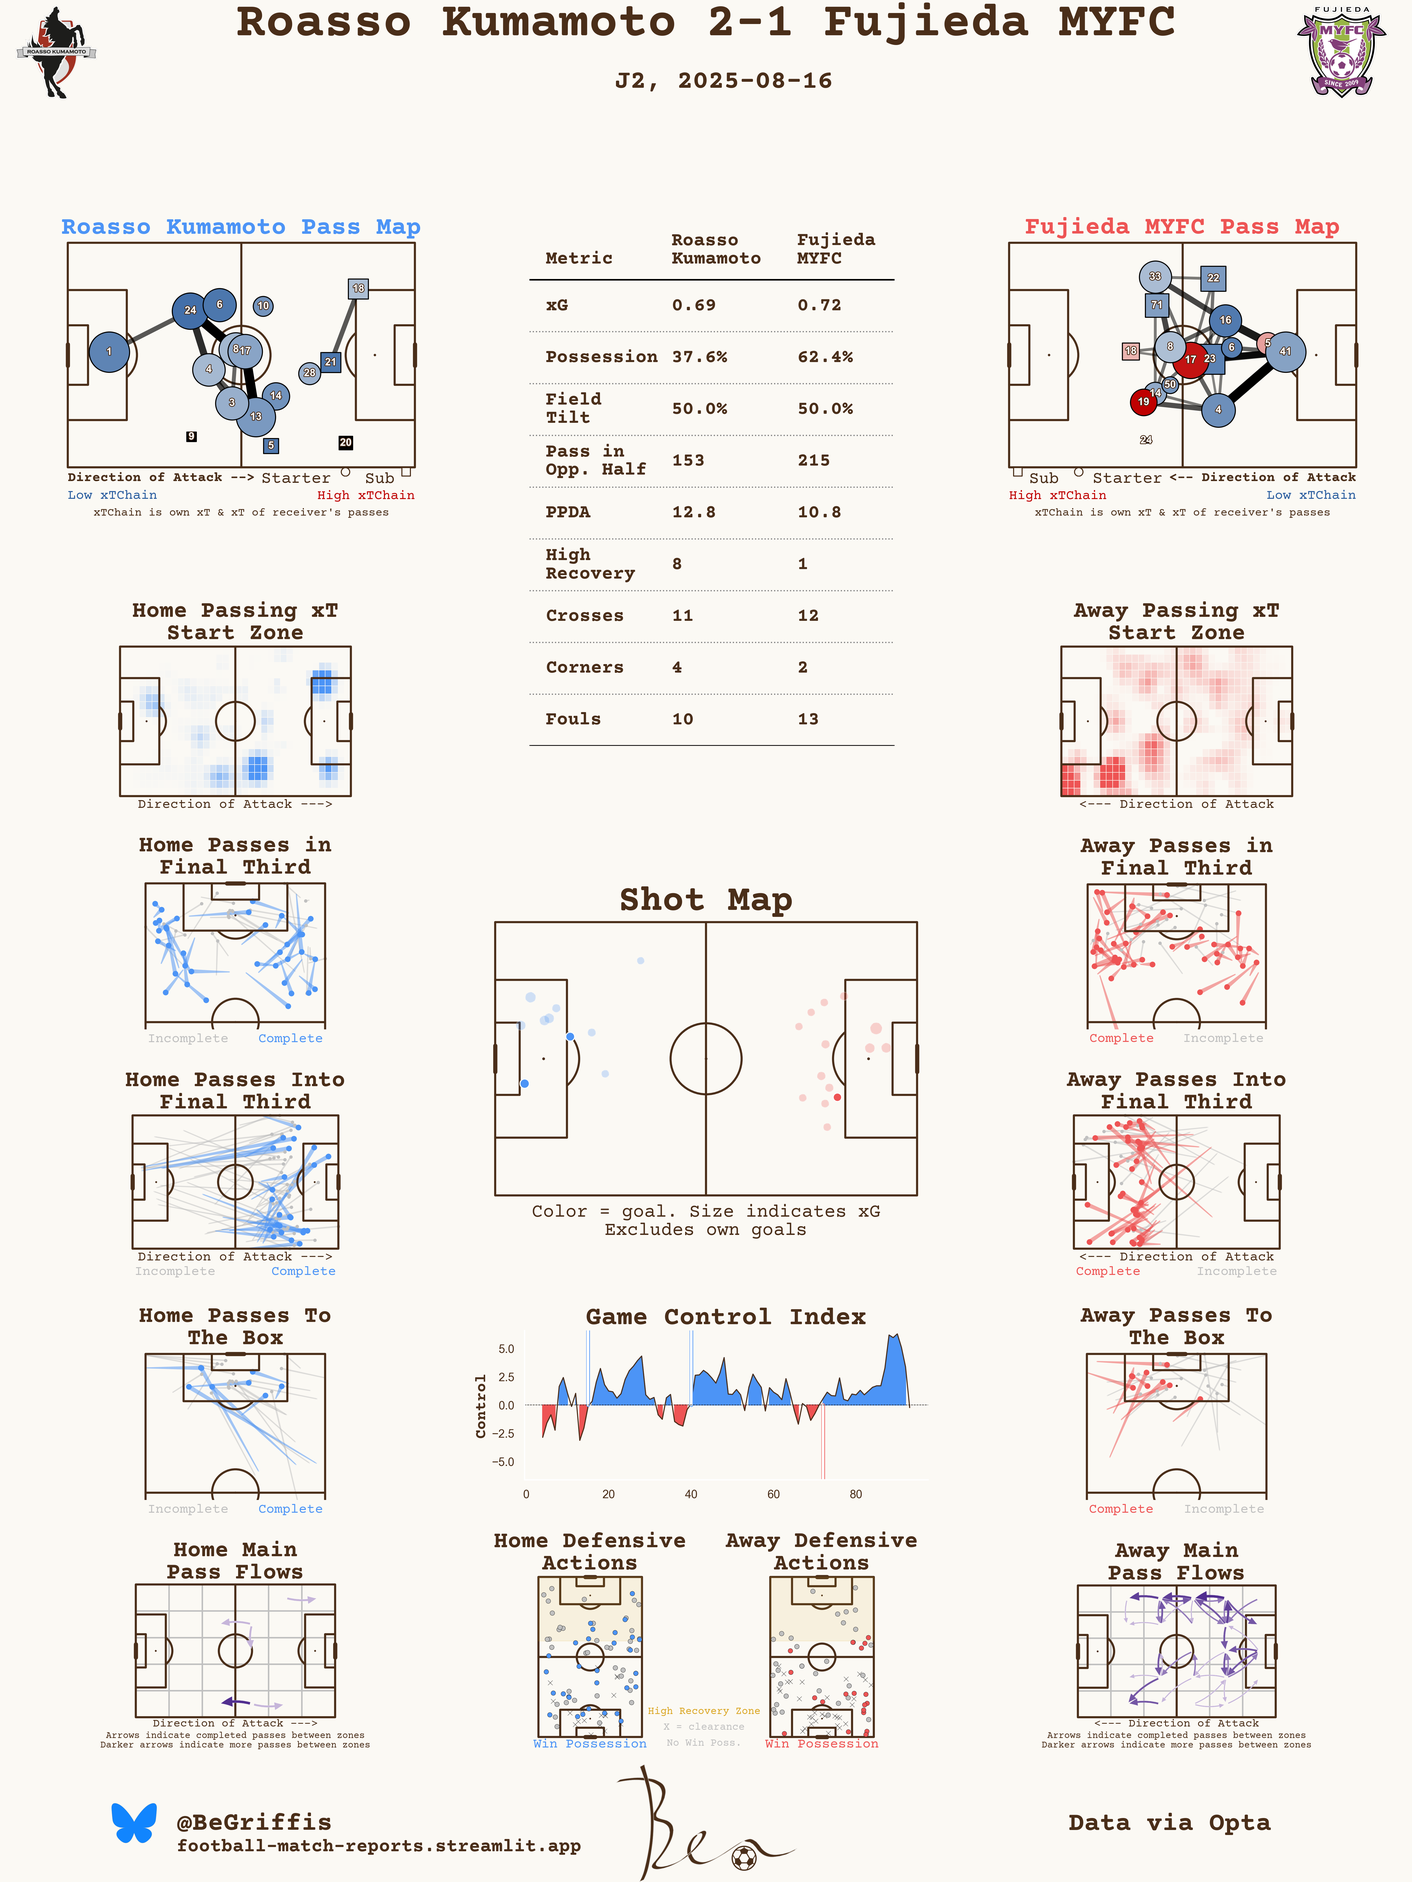 Roasso Kumamoto 2-1 Fujieda MYFC
J2, 2025-08-16
ROASSO KUMAMOTO
FUJIEDA
MYFC
SINCE 2009
Roasso Kumamoto Pass Map
1
24
6
10
8
17
4
3
13
14
28
21
18
9
5
20
Direction of Attack --> Starter Sub
Low xTChain High xTChain
xTChain is own xT & xT of receiver's passes
Metric Roasso Kumamoto Fujieda MYFC
xG 0.69 0.72
Possession 37.6% 62.4%
Field Tilt 50.0% 50.0%
Pass in Opp. Half 153 215
PPDA 12.8 10.8
High Recovery 8 1
Crosses 11 12
Corners 4 2
Fouls 10 13
Fujieda MYFC Pass Map
33
22
71
16
18
8
17
23
6
5
41
50
14
19
4
24
Sub Starter <-- Direction of Attack
High xTChain Low xTChain
xTChain is own xT & xT of receiver's passes
Home Passing xT
Start Zone
Direction of Attack --->
Away Passing xT
Start Zone
<--- Direction of Attack
Home Passes in
Final Third
Incomplete Complete
Away Passes in
Final Third
Complete Incomplete
Shot Map
Color = goal. Size indicates xG
Excludes own goals
Home Passes Into
Final Third
Direction of Attack --->
Incomplete Complete
Away Passes Into
Final Third
<--- Direction of Attack
Complete Incomplete
Home Passes To
The Box
Incomplete Complete
Game Control Index
Control
5.0
2.5
0.0
−2.5
−5.0
0 20 40 60 80
Away Passes To
The Box
Complete Incomplete
Home Main
Pass Flows
Direction of Attack --->
Arrows indicate completed passes between zones
Darker arrows indicate more passes between zones
Home Defensive
Actions
Win Possession
High Recovery Zone
X = clearance
No Win Poss.
Away Defensive
Actions
Win Possession
Away Main
Pass Flows
<--- Direction of Attack
Arrows indicate completed passes between zones
Darker arrows indicate more passes between zones
@BeGriffis
football-match-reports.streamlit.app
Ben
Data via Opta